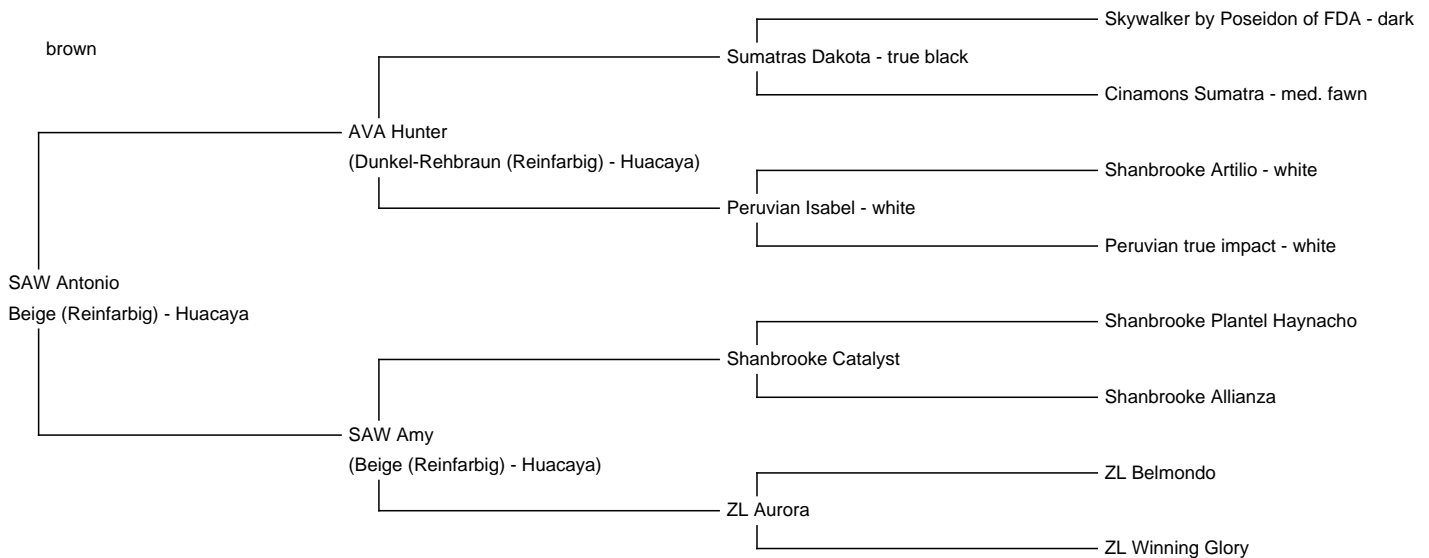 Skywalker by Poseidon of FDA - dark
brown
Sumatras Dakota - true black
Cinamons Sumatra - med. fawn
AVA Hunter
(Dunkel-Rehbraun (Reinfarbig) - Huacaya)
Shanbrooke Artilio - white
Peruvian Isabel - white
Peruvian true impact - white
SAW Antonio
Beige (Reinfarbig) - Huacaya
Shanbrooke Plantel Haynacho
Shanbrooke Catalyst
Shanbrooke Allianza
SAW Amy
(Beige (Reinfarbig) - Huacaya)
ZL Belmondo
ZL Aurora
ZL Winning Glory